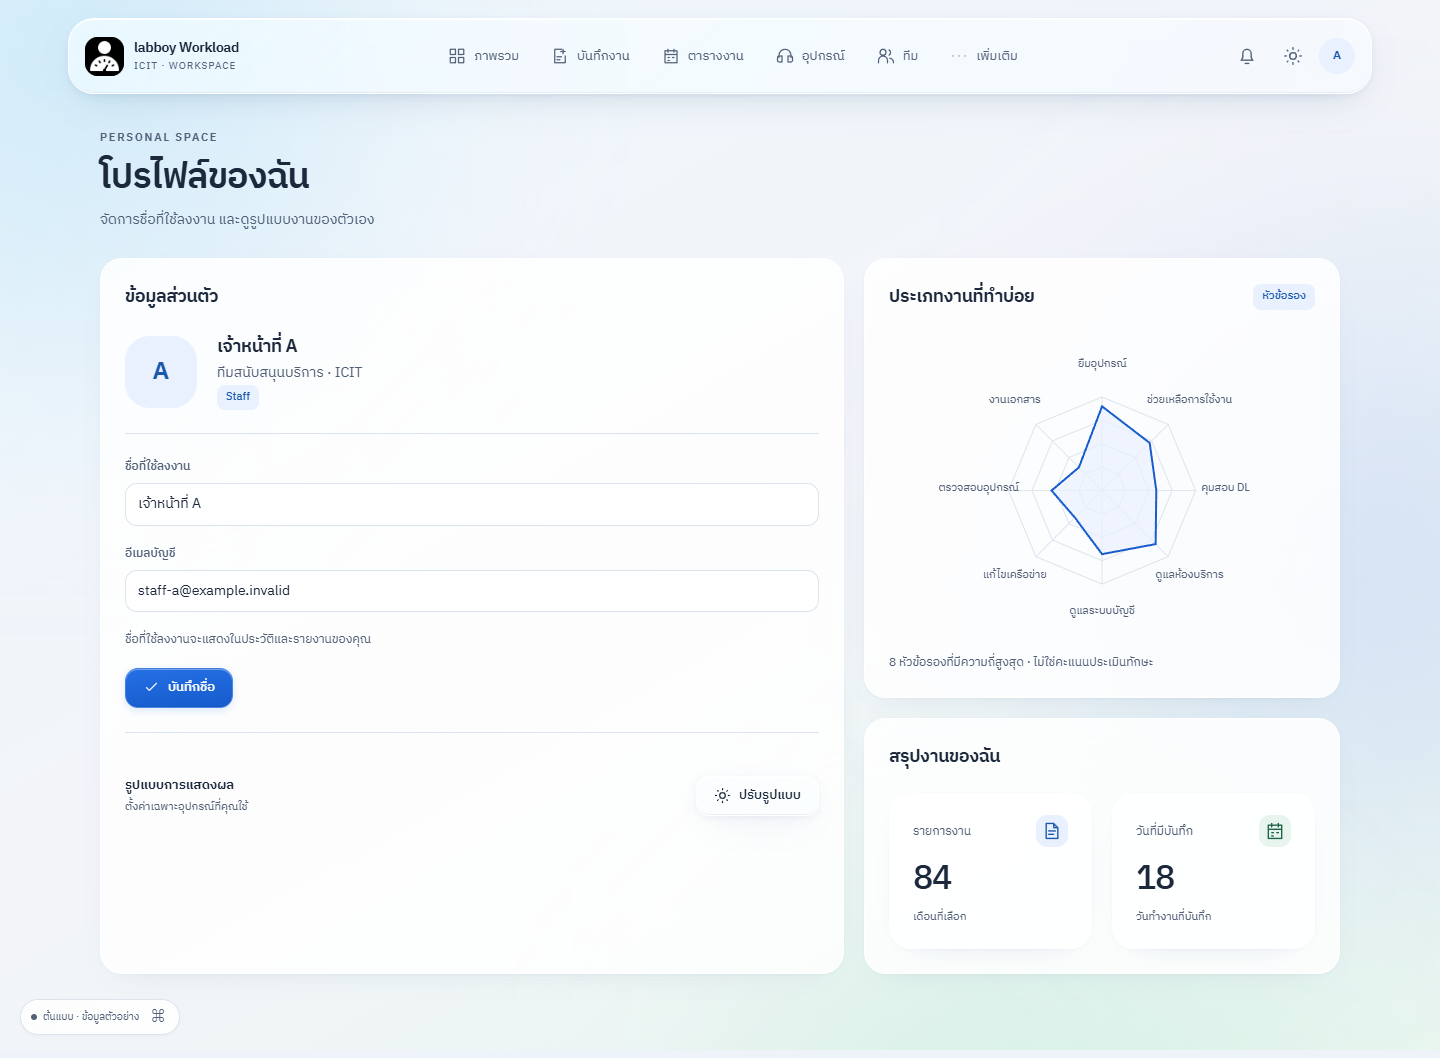 labboy Workload
ICIT · WORKSPACE
ภาพรวม
บันทึกงาน
ตารางงาน
อุปกรณ์
ทีม
เพิ่มเติม
A
PERSONAL SPACE
โปรไฟล์ของฉัน
จัดการชื่อที่ใช้ลงงาน และดูรูปแบบงานของตัวเอง
ข้อมูลส่วนตัว
A
เจ้าหน้าที่ A
ทีมสนับสนุนบริการ · ICIT
Staff
ชื่อที่ใช้ลงงาน
เจ้าหน้าที่ A
อีเมลบัญชี
staff-a@example.invalid
ชื่อที่ใช้ลงงานจะแสดงในประวัติและรายงานของคุณ
บันทึกชื่อ
รูปแบบการแสดงผล
ตั้งค่าเฉพาะอุปกรณ์ที่คุณใช้
ปรับรูปแบบ
ประเภทงานที่ทำบ่อย
หัวข้อรอง
ยืมอุปกรณ์
งานเอกสาร
ช่วยเหลือการใช้งาน
ตรวจสอบอุปกรณ์
คุมสอบ DL
แก้ไขเครือข่าย
ดูแลห้องบริการ
ดูแลระบบบัญชี
8 หัวข้อรองที่มีความถี่สูงสุด · ไม่ใช่คะแนนประเมินทักษะ
สรุปงานของฉัน
รายการงาน
84
เดือนที่เลือก
วันที่มีบันทึก
18
วันทำงานที่บันทึก
ต้นแบบ · ข้อมูลตัวอย่าง ⌘